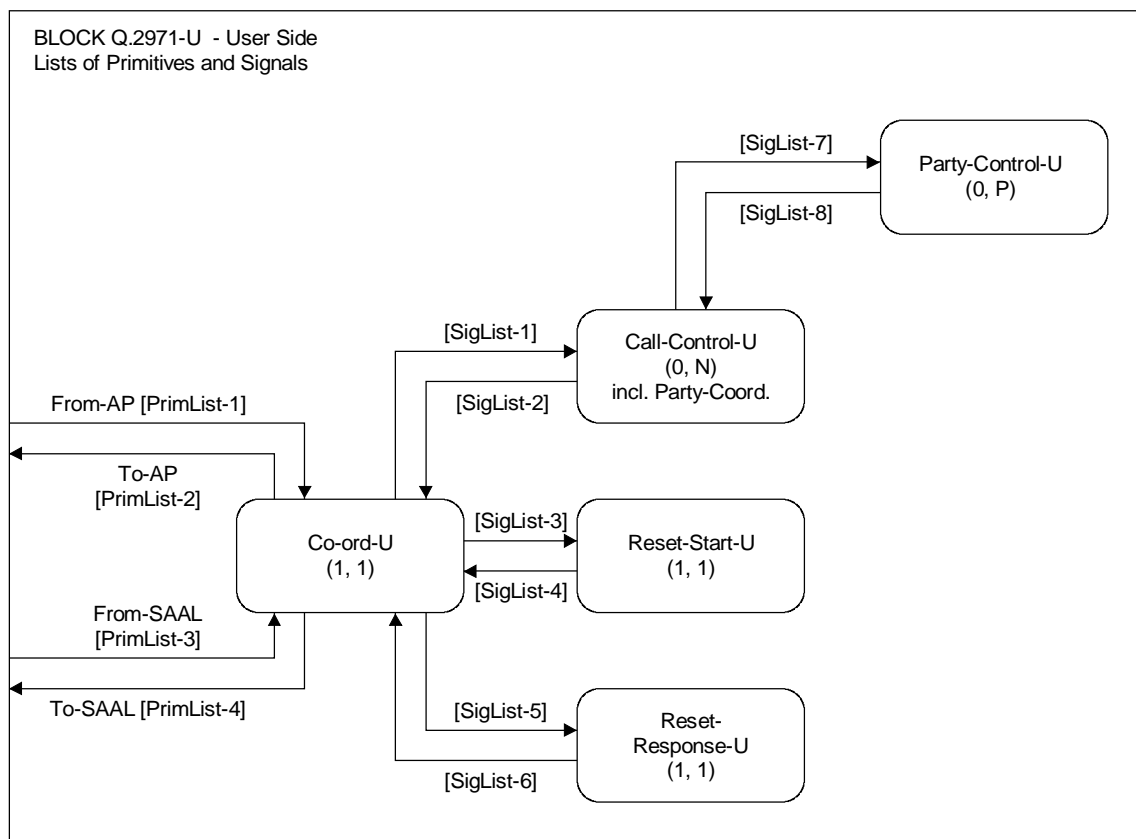 BLOCK Q.2971-U - User Side
Lists of Primitives and Signals
[SigList-7]
Party-Control-U
(0, P)
[SigList-8]
[SigList-1]
Call-Control-U
(0, N)
incl. Party-Coord.
[SigList-2]
From-AP [PrimList-1]
To-AP
[PrimList-2]
Co-ord-U
(1, 1)
[SigList-3]
Reset-Start-U
(1, 1)
[SigList-4]
From-SAAL
[PrimList-3]
To-SAAL [PrimList-4]
[SigList-5]
Reset-
Response-U
(1, 1)
[SigList-6]